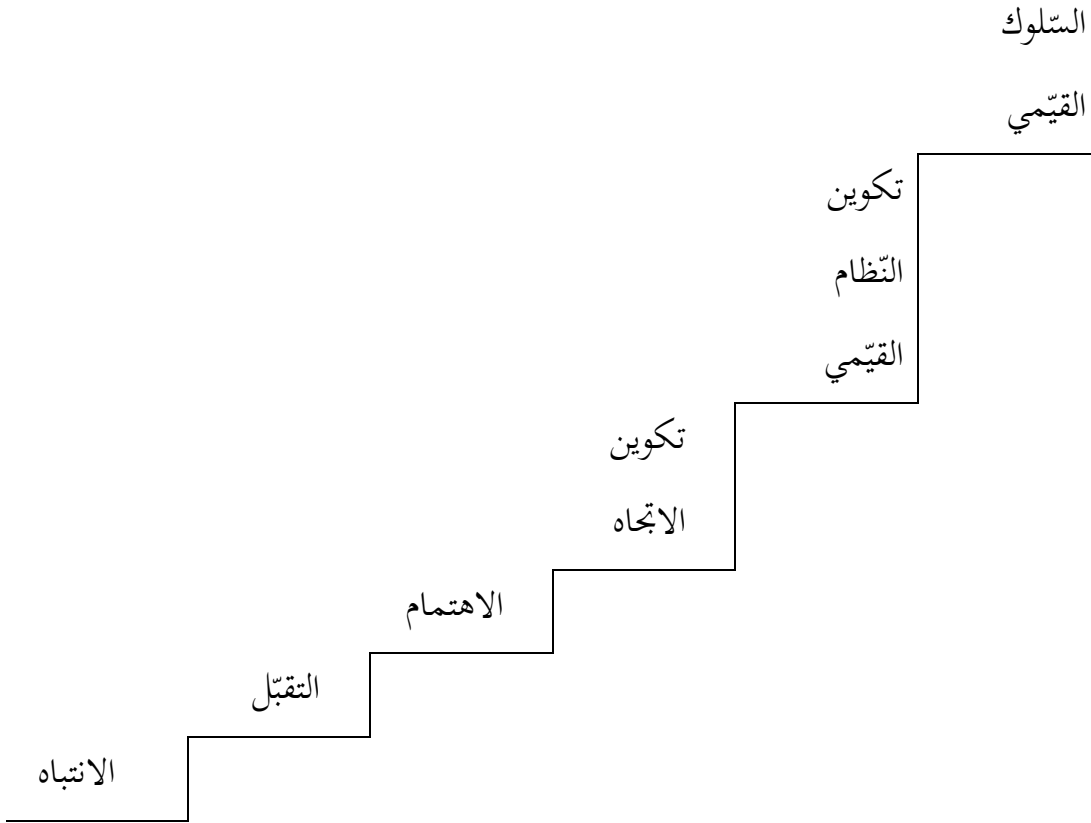 السّلوك
القيّمي
تكوين
النّظام
القيّمي
تكوين
الاتجاه
الاهتمام
التقبّل
الانتباه